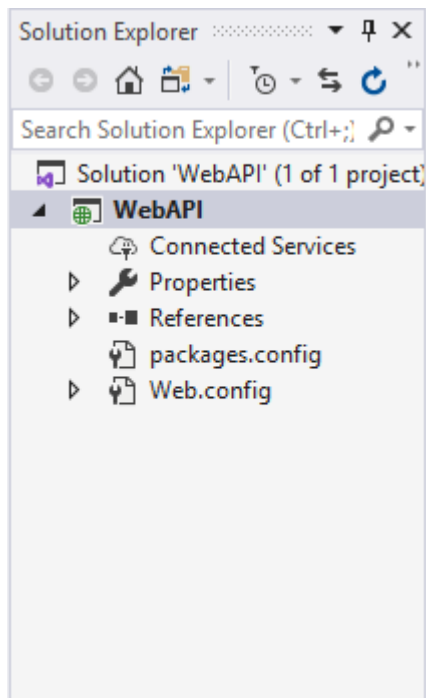 Solution Explorer
Search Solution Explorer (Ctrl+;)
Solution 'WebAPI' (1 of 1 project)
WebAPI
Connected Services
Properties
References
packages.config
Web.config